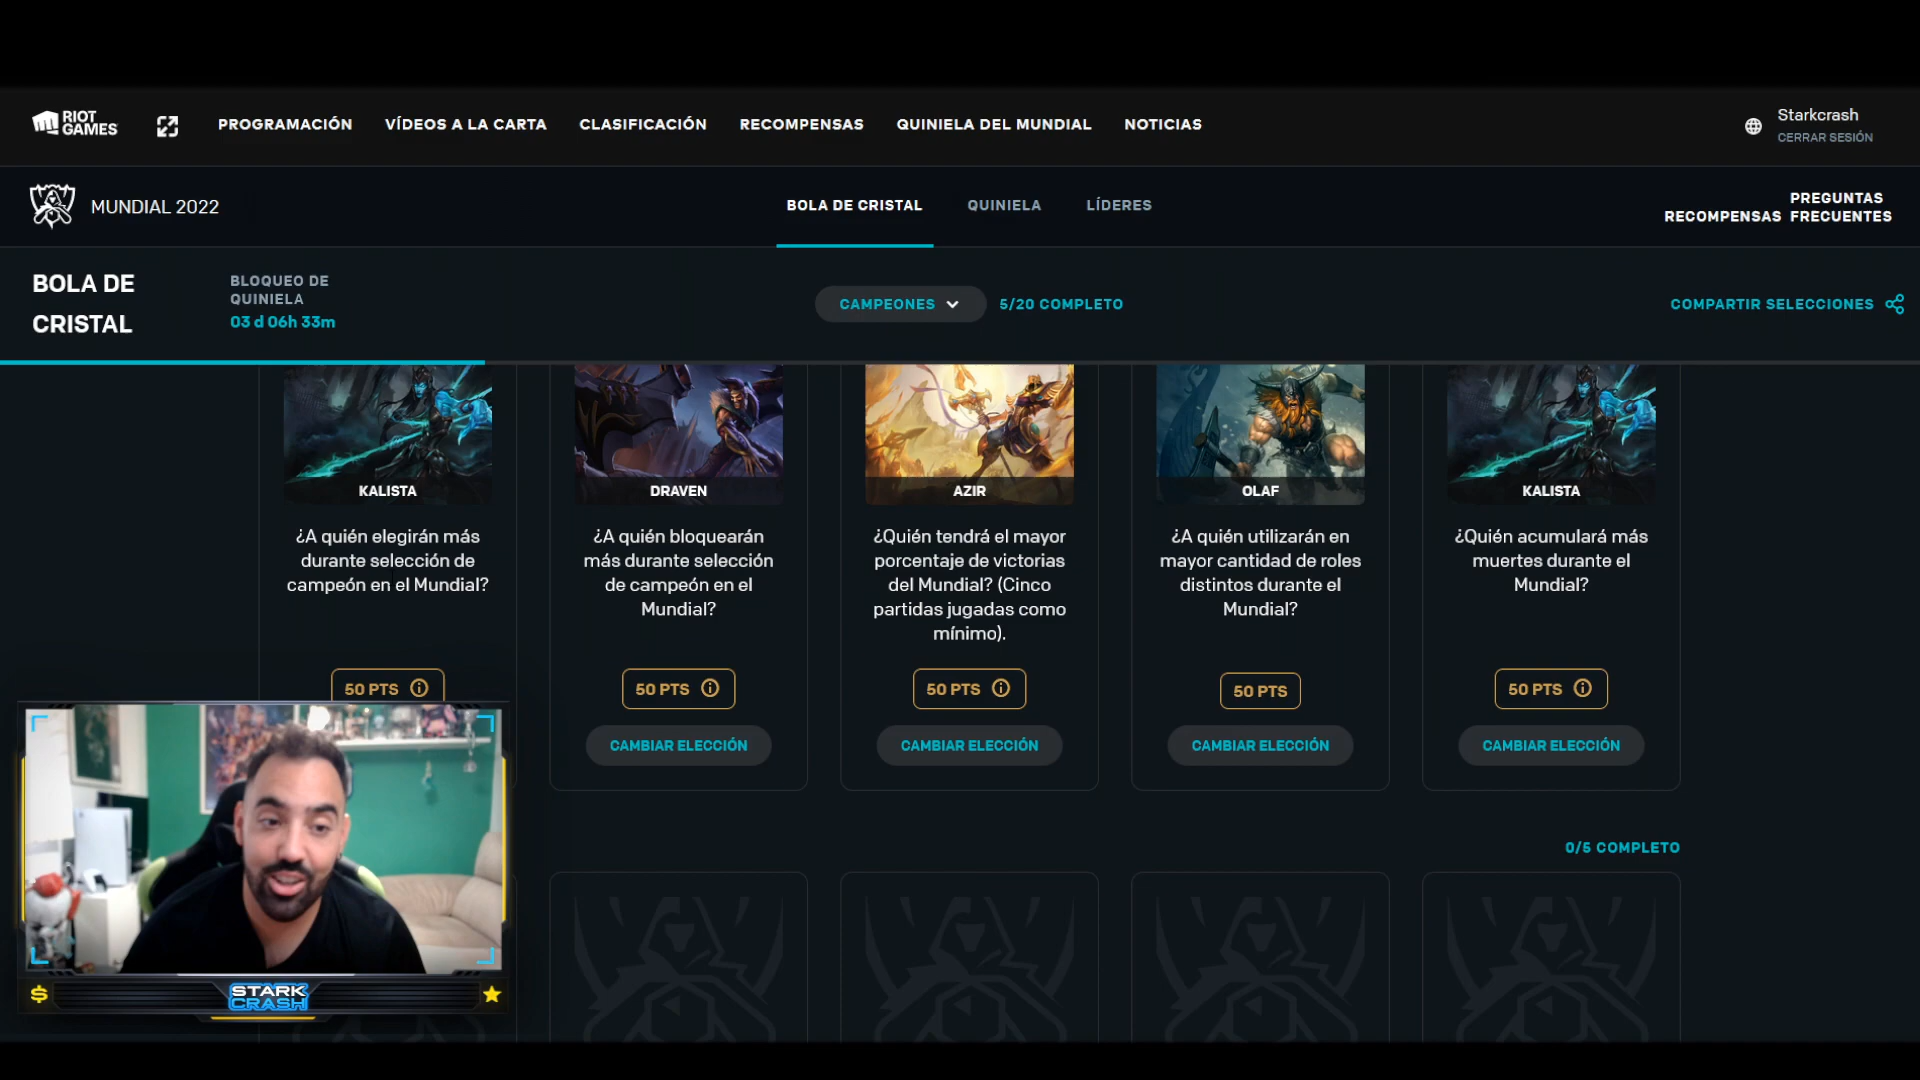 RIOT
GAMES
PROGRAMACIÓN
VÍDEOS A LA CARTA
CLASIFICACIÓN
RECOMPENSAS
QUINIELA DEL MUNDIAL
NOTICIAS
Starkcrash
CERRAR SESIÓN
MUNDIAL 2022
BOLA DE CRISTAL
QUINIELA
LÍDERES
RECOMPENSAS
PREGUNTAS
FRECUENTES
BOLA DE
CRISTAL
BLOQUEO DE
QUINIELA
03 d 06h 33m
CAMPEONES
5/20 COMPLETO
COMPARTIR SELECCIONES
KALISTA
¿A quién elegirán más
durante selección de
campeón en el Mundial?
50 PTS
DRAVEN
¿A quién bloquearán
más durante selección
de campeón en el
Mundial?
50 PTS
CAMBIAR ELECCIÓN
AZIR
¿Quién tendrá el mayor
porcentaje de victorias
del Mundial? (Cinco
partidas jugadas como
mínimo).
50 PTS
CAMBIAR ELECCIÓN
OLAF
¿A quién utilizarán en
mayor cantidad de roles
distintos durante el
Mundial?
50 PTS
CAMBIAR ELECCIÓN
KALISTA
¿Quién acumulará más
muertes durante el
Mundial?
50 PTS
CAMBIAR ELECCIÓN
0/5 COMPLETO
STARK
CRASH